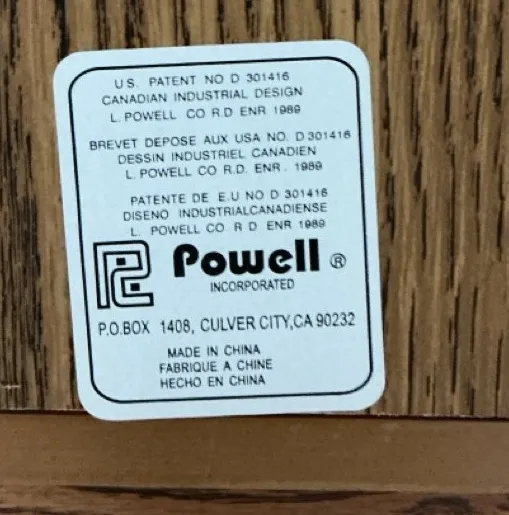 U.S. PATENT NO D 301416
CANADIAN INDUSTRIAL DESIGN
L. POWELL CO R.D ENR 1989
BREVET DEPOSE AUX USA NO. D 301416
DESSIN INDUSTRIEL CANADIEN
L. POWELL CO R.D. ENR. 1989
PATENTE DE E.U NO D 301416
DISENO INDUSTRIALCANADIENSE
L. POWELL CO. R D ENR 1989
PC Powell ®
INCORPORATED
P.O.BOX 1408, CULVER CITY,CA 90232
MADE IN CHINA
FABRIQUE A CHINE
HECHO EN CHINA